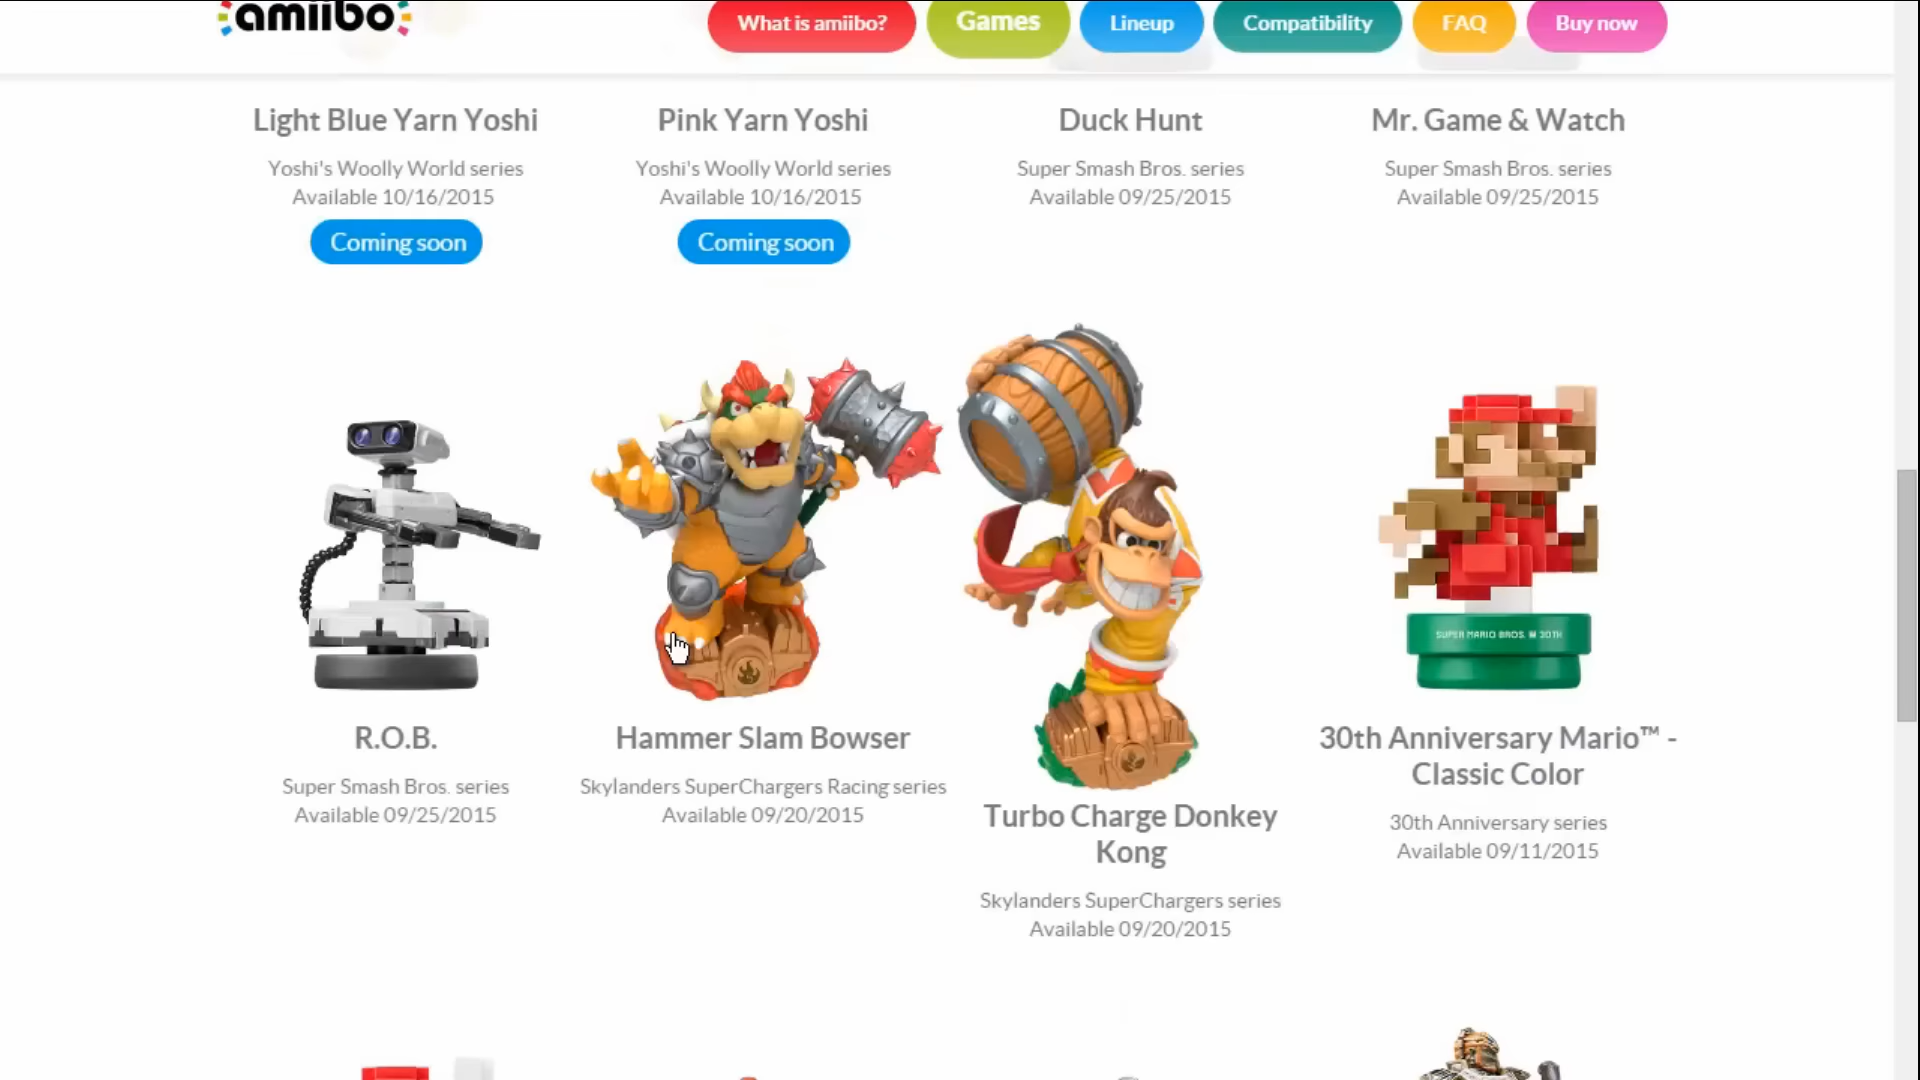 amiibo
What is amiibo?
Games
Lineup
Compatibility
FAQ
Buy now
Light Blue Yarn Yoshi
Yoshi's Woolly World series
Available 10/16/2015
Coming soon
Pink Yarn Yoshi
Yoshi's Woolly World series
Available 10/16/2015
Coming soon
Duck Hunt
Super Smash Bros. series
Available 09/25/2015
Mr. Game & Watch
Super Smash Bros. series
Available 09/25/2015
R.O.B.
Super Smash Bros. series
Available 09/25/2015
Hammer Slam Bowser
Skylanders SuperChargers Racing series
Available 09/20/2015
Turbo Charge Donkey
Kong
Skylanders SuperChargers series
Available 09/20/2015
SUPER MARIO BROS. 30TH
30th Anniversary Mario™ -
Classic Color
30th Anniversary series
Available 09/11/2015